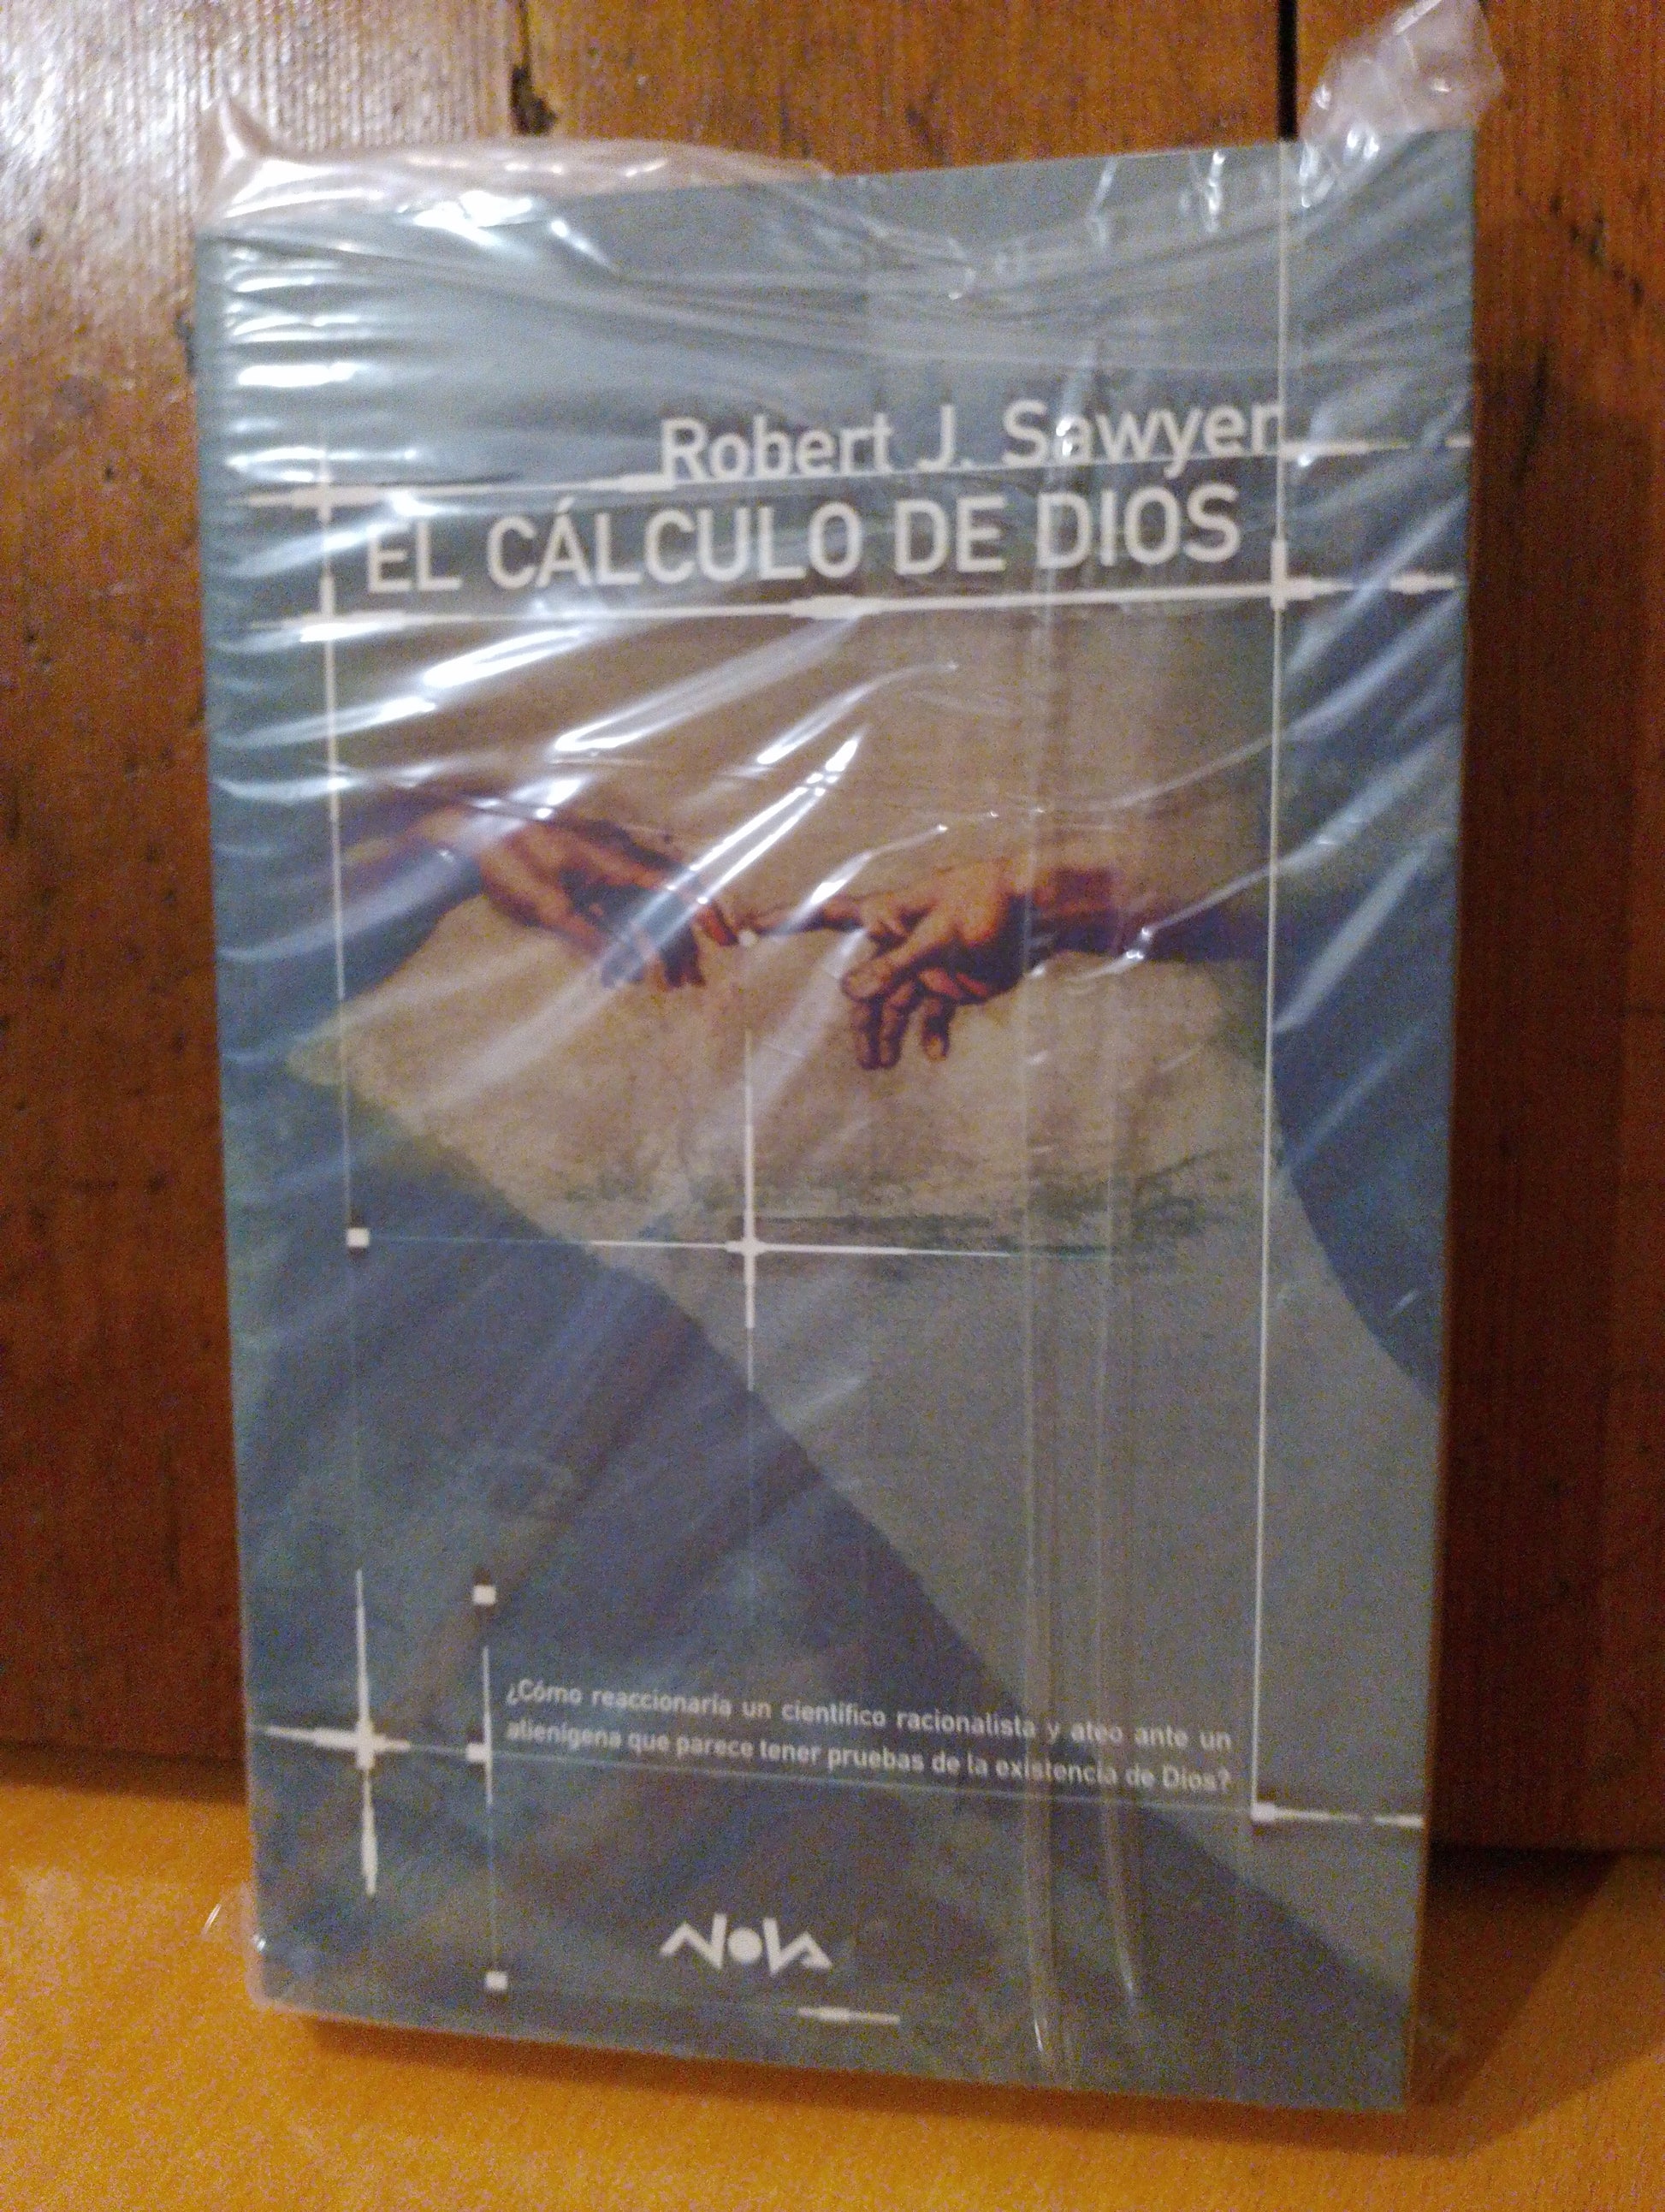 Robert J. Sawyer
EL CÁLCULO DE DIOS
¿Cómo reaccionaría un científico racionalista y ateo ante un
alienígena que parece tener pruebas de la existencia de Dios?
NOVA